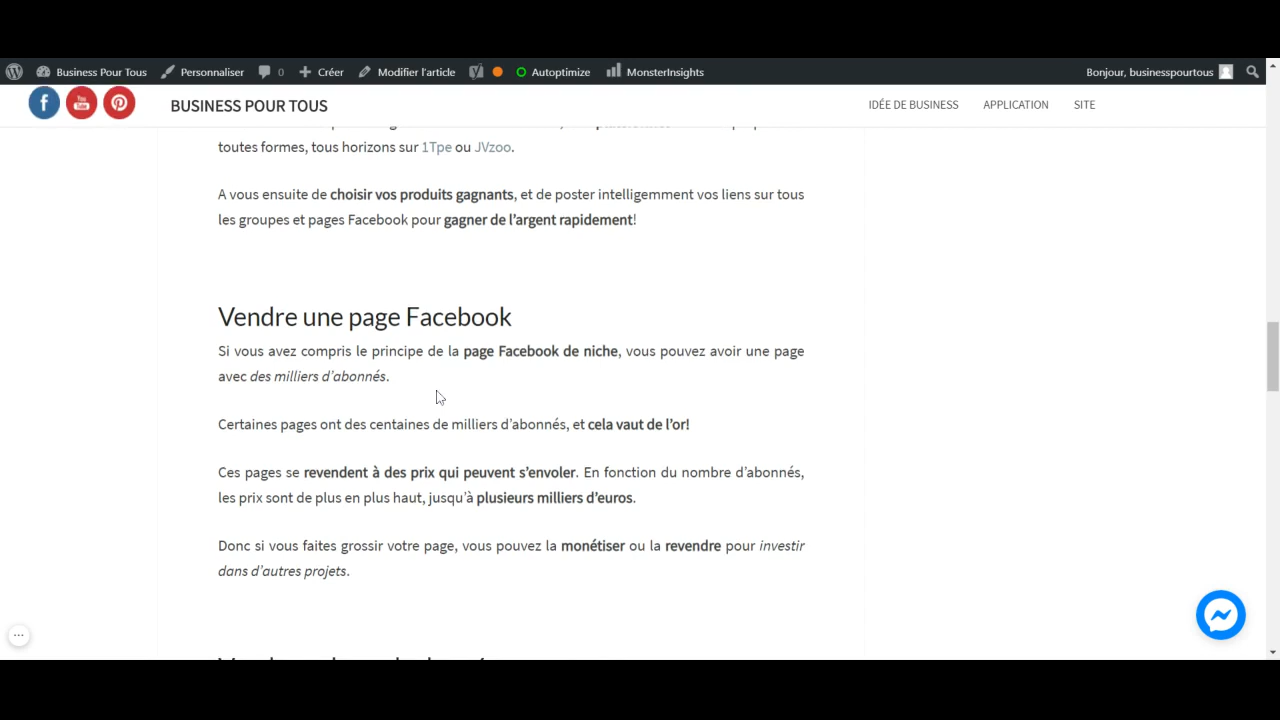 Business Pour Tous Personnaliser 0 Créer Modifier l'article Autoptimize MonsterInsights Bonjour, businesspourtous
BUSINESS POUR TOUS IDÉE DE BUSINESS APPLICATION SITE
toutes formes, tous horizons sur 1Tpe ou JVzoo.
A vous ensuite de choisir vos produits gagnants, et de poster intelligemment vos liens sur tous
les groupes et pages Facebook pour gagner de l’argent rapidement!
Vendre une page Facebook
Si vous avez compris le principe de la page Facebook de niche, vous pouvez avoir une page
avec des milliers d’abonnés.
Certaines pages ont des centaines de milliers d’abonnés, et cela vaut de l’or!
Ces pages se revendent à des prix qui peuvent s’envoler. En fonction du nombre d’abonnés,
les prix sont de plus en plus haut, jusqu’à plusieurs milliers d’euros.
Donc si vous faites grossir votre page, vous pouvez la monétiser ou la revendre pour investir
dans d’autres projets.